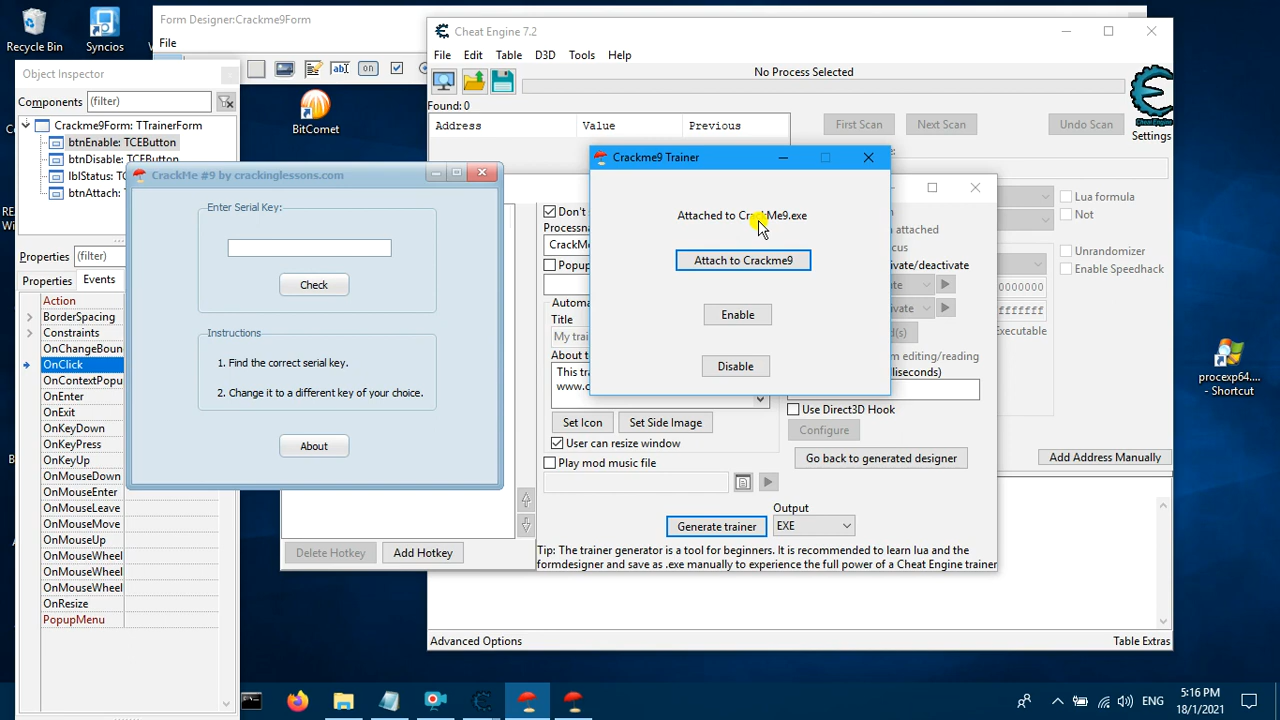 Recycle Bin
Syncios
BitComet
procexp64....
- Shortcut
Form Designer:Crackme9Form
File
Object Inspector
Components
(filter)
Crackme9Form: TTrainerForm
btnEnable: TCEButton
btnDisable: TCEButton
lblStatus: TC
btnAttach:
Properties
(filter)
Properties
Events
Action
BorderSpacing
Constraints
OnChangeBoun
OnClick
OnContextPopu
OnEnter
OnExit
OnKeyDown
OnKeyPress
OnKeyUp
OnMouseDown
OnMouseEnter
OnMouseLeave
OnMouseMove
OnMouseUp
OnMouseWheel
OnMouseWheel
OnMouseWheel
OnResize
PopupMenu
CrackMe #9 by crackinglessons.com
Enter Serial Key:
Check
Instructions
1. Find the correct serial key.
2. Change it to a different key of your choice.
About
Cheat Engine 7.2
File Edit Table D3D Tools Help
No Process Selected
Found: 0
Address Value Previous
First Scan
Next Scan
Undo Scan
Settings
Lua formula
Not
Unrandomizer
Enable Speedhack
Add Address Manually
Advanced Options
Table Extras
Crackme9 Trainer
Attached to CrackMe9.exe
Attach to Crackme9
Enable
Disable
Don't
Processna
CrackMe
Popup
Automa
Title
My trai
About t
This tra
www.c
Set Icon
Set Side Image
User can resize window
Play mod music file
Use Direct3D Hook
Configure
Go back to generated designer
Generate trainer
Output
EXE
Delete Hotkey
Add Hotkey
Tip: The trainer generator is a tool for beginners. It is recommended to learn lua and the
formdesigner and save as .exe manually to experience the full power of a Cheat Engine trainer
ENG
5:16 PM
18/1/2021